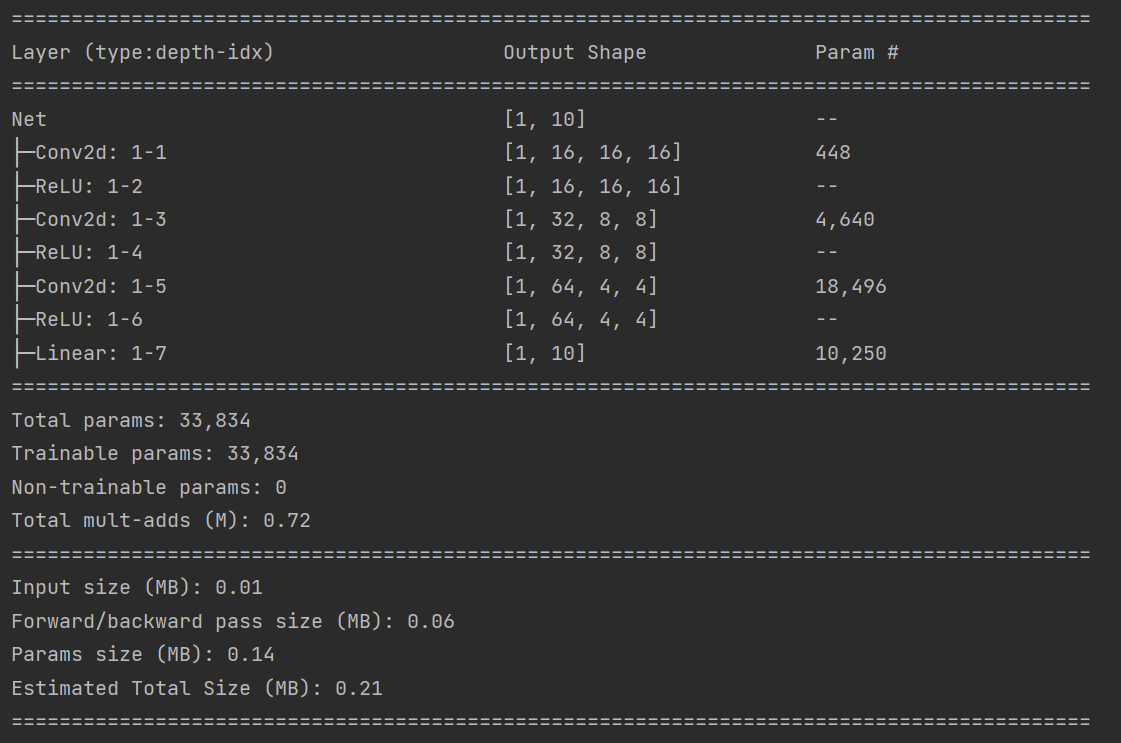 ==========================================================================================
Layer (type:depth-idx)                   Output Shape              Param #
==========================================================================================
Net                                      [1, 10]                   --
├─Conv2d: 1-1                            [1, 16, 16, 16]           448
├─ReLU: 1-2                              [1, 16, 16, 16]           --
├─Conv2d: 1-3                            [1, 32, 8, 8]             4,640
├─ReLU: 1-4                              [1, 32, 8, 8]             --
├─Conv2d: 1-5                            [1, 64, 4, 4]             18,496
├─ReLU: 1-6                              [1, 64, 4, 4]             --
├─Linear: 1-7                            [1, 10]                   10,250
==========================================================================================
Total params: 33,834
Trainable params: 33,834
Non-trainable params: 0
Total mult-adds (M): 0.72
==========================================================================================
Input size (MB): 0.01
Forward/backward pass size (MB): 0.06
Params size (MB): 0.14
Estimated Total Size (MB): 0.21
==========================================================================================